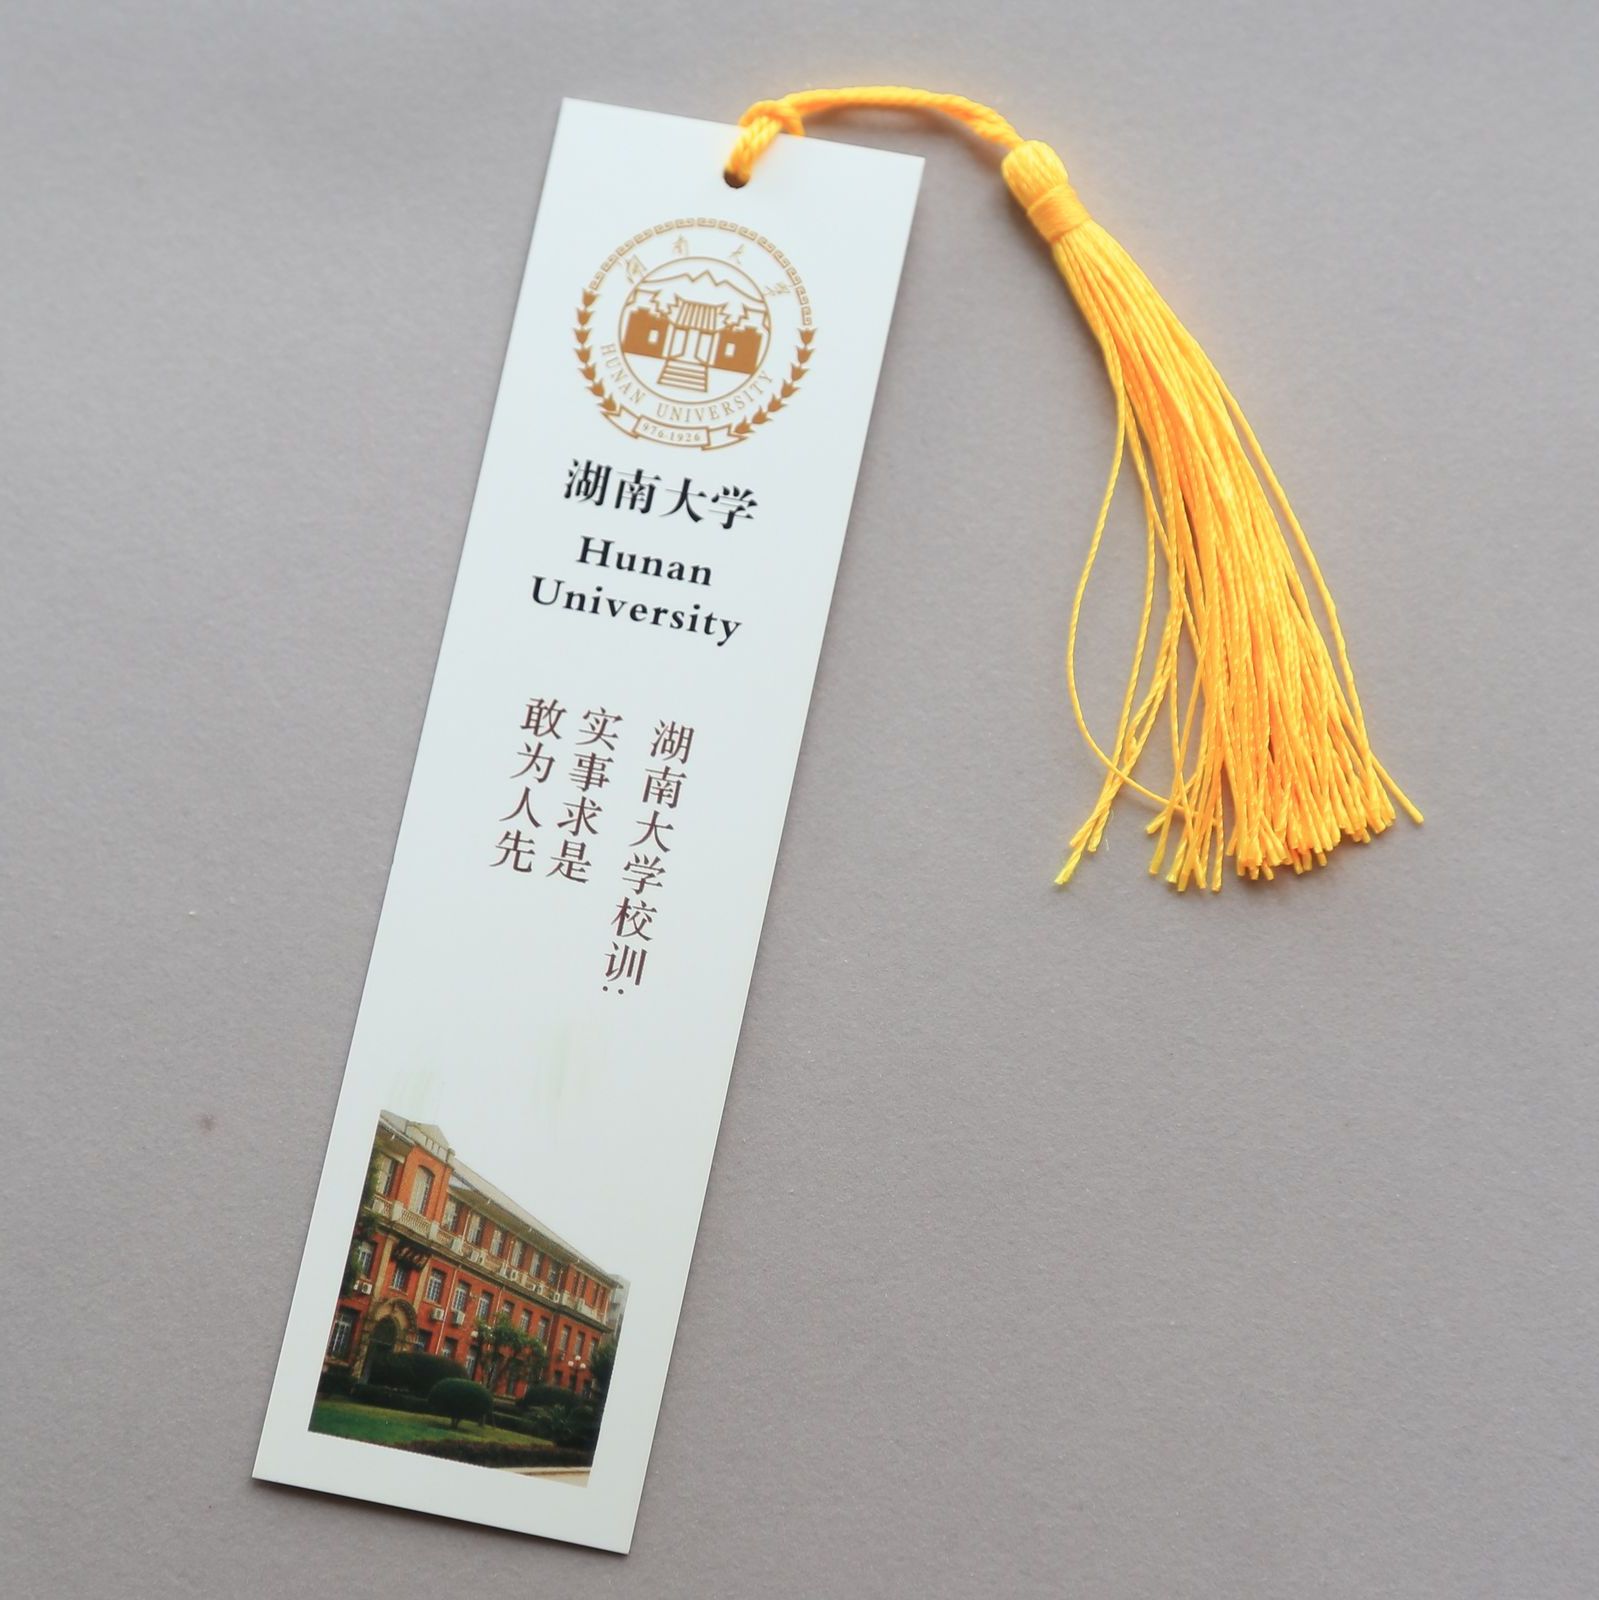 湖南大学
HUNAN UNIVERSITY
976-1926
湖南大学
Hunan
University
湖南大学校训：
实事求是
敢为人先